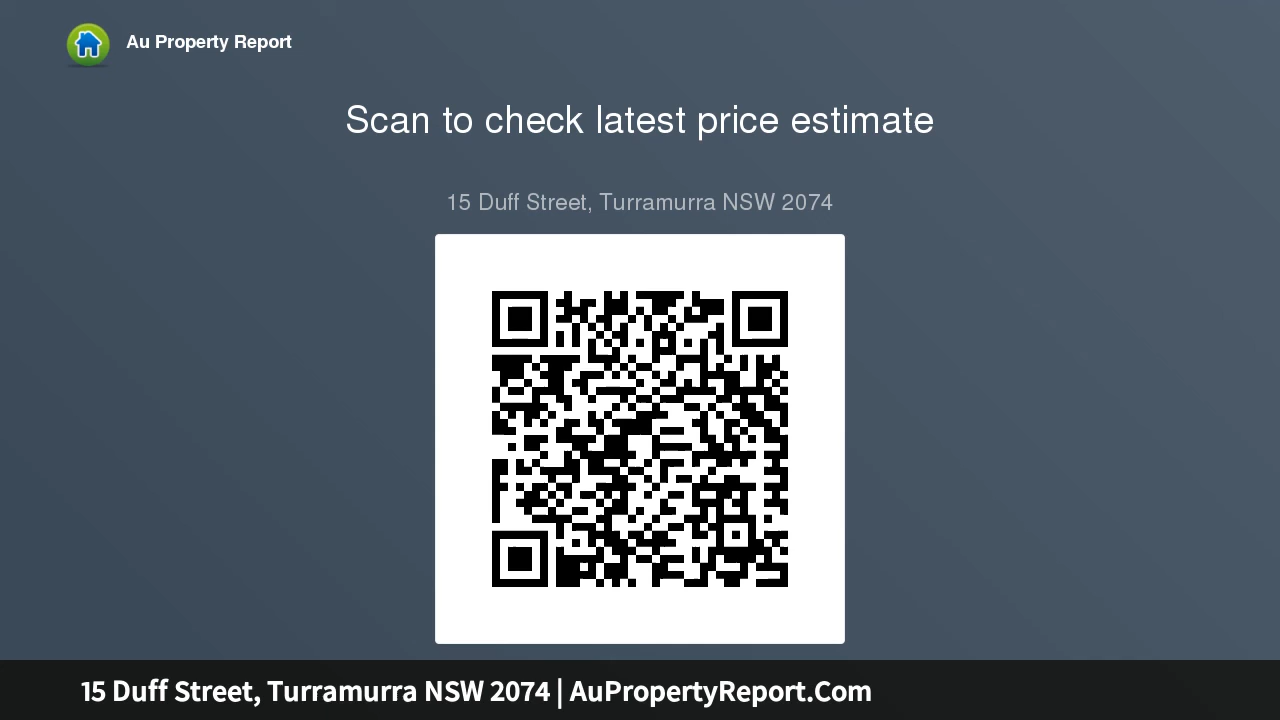 Au Property Report
Scan to check latest price estimate
15 Duff Street, Turramurra NSW 2074
15 Duff Street, Turramurra NSW 2074 | AuPropertyReport.Com